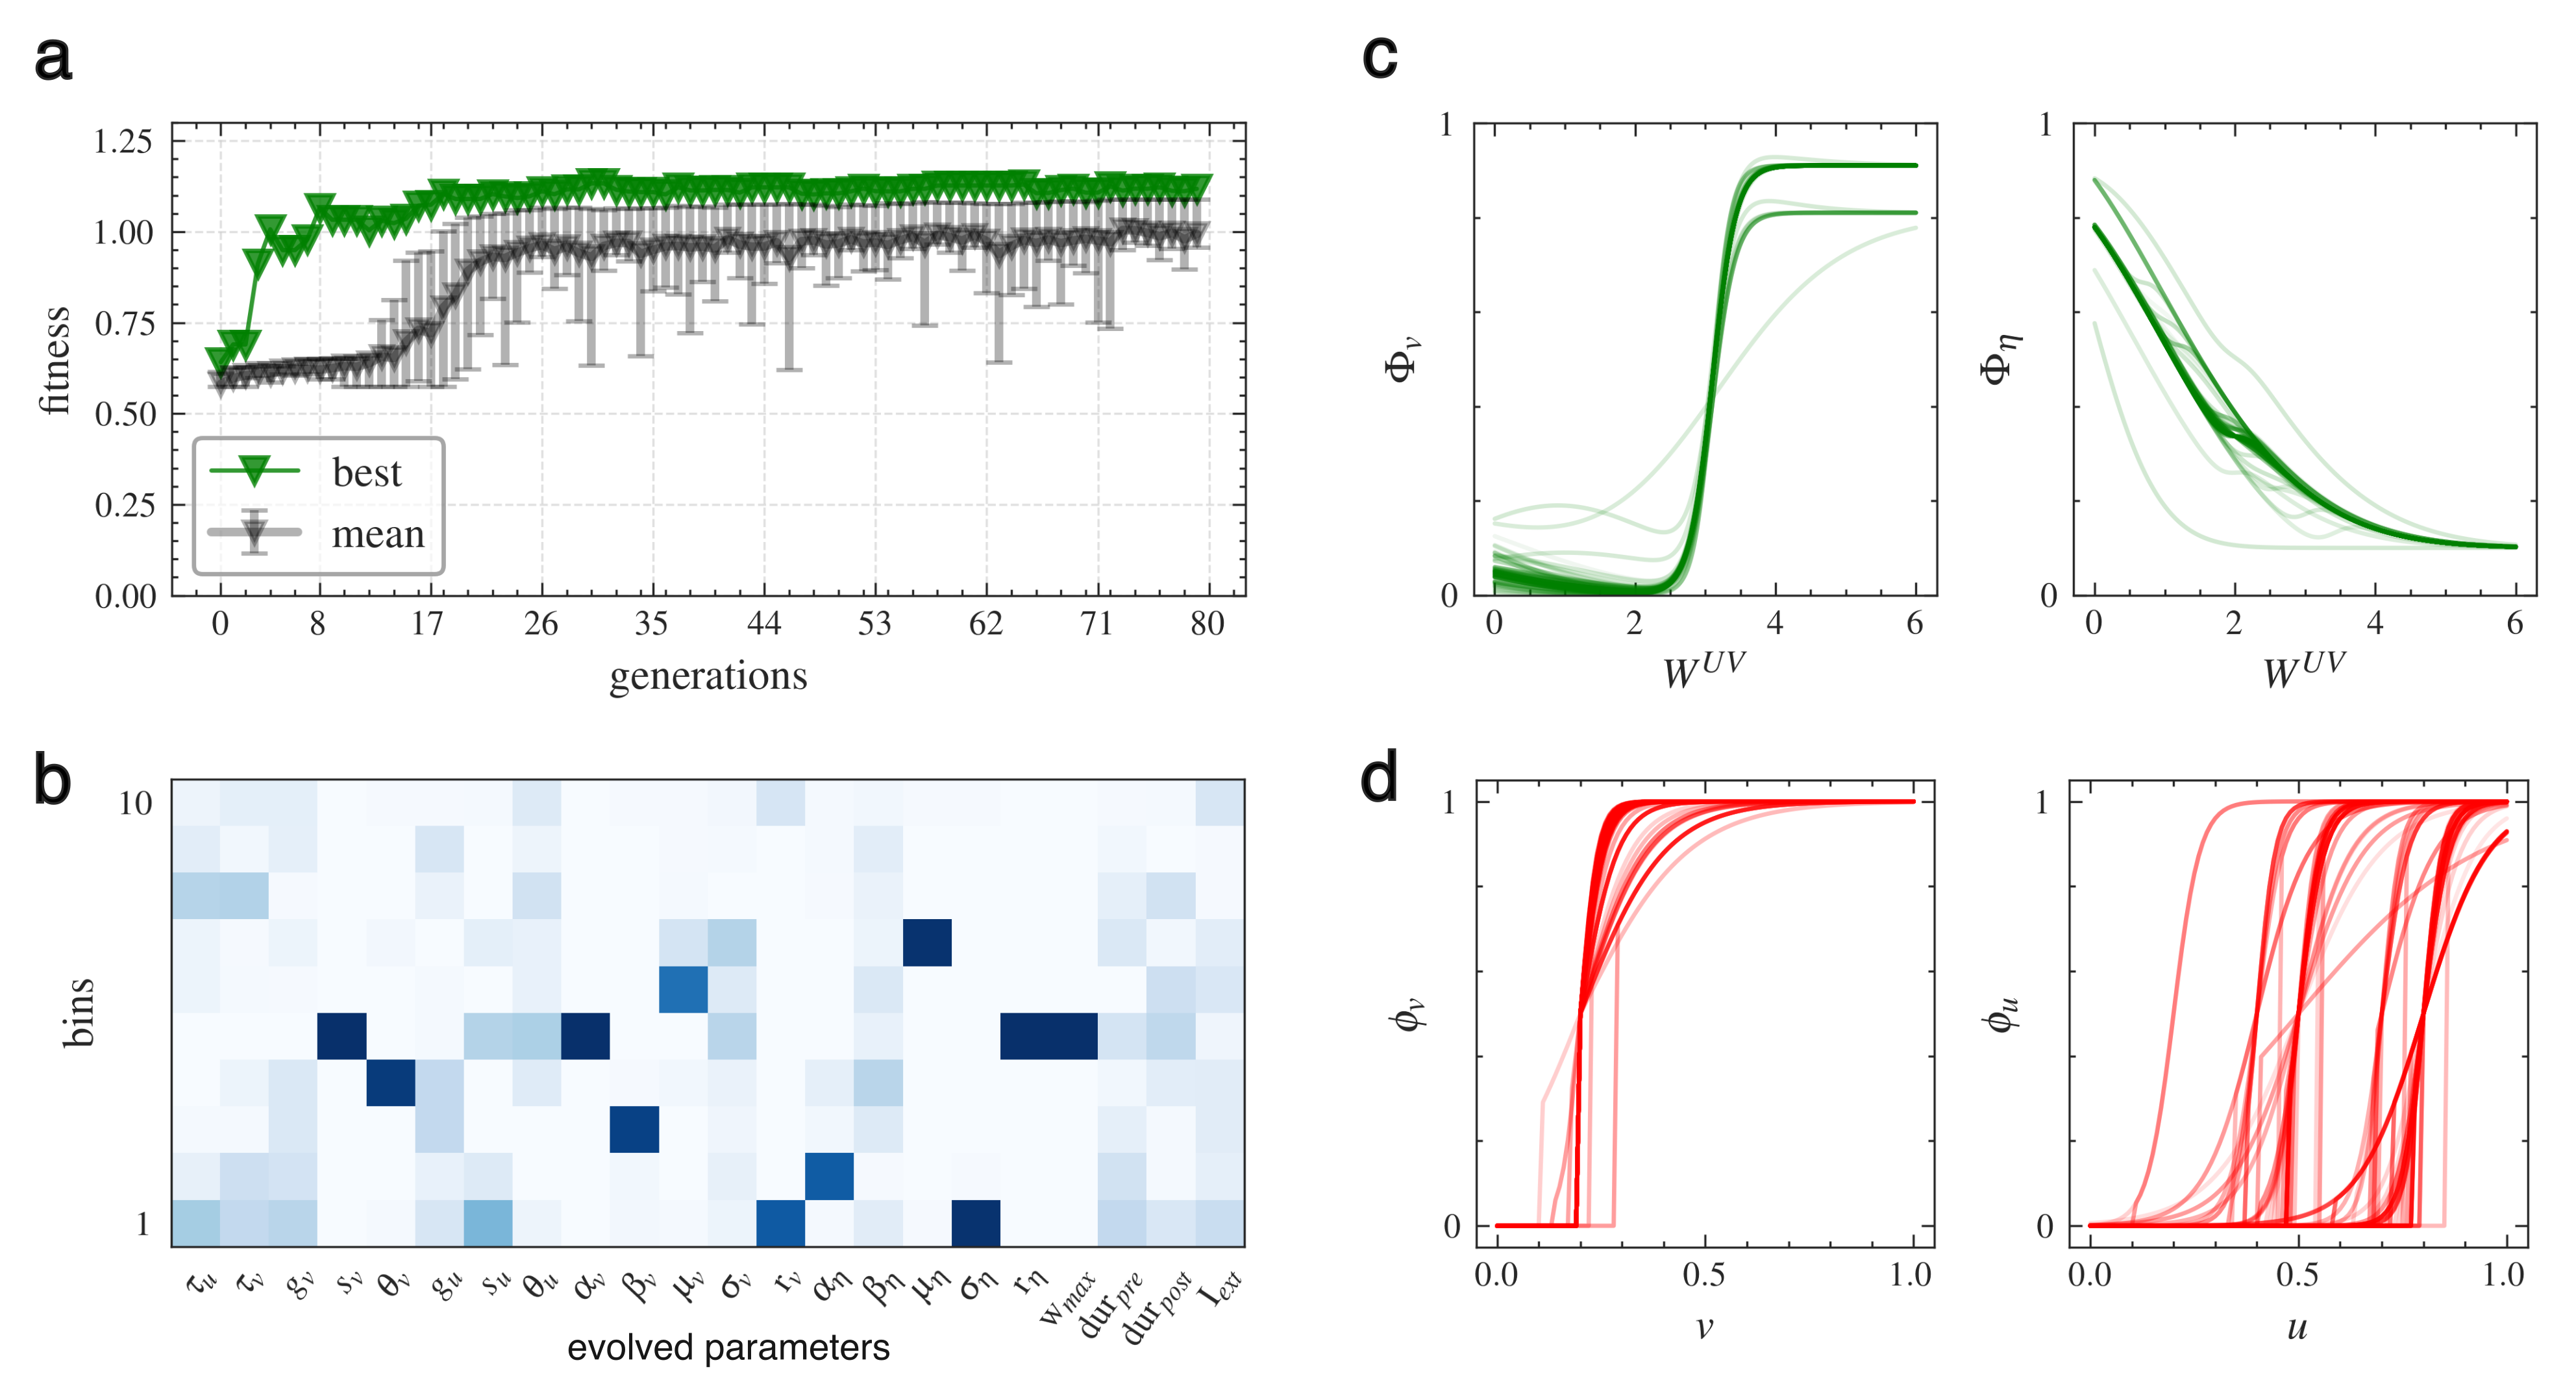 a
1.25
1.00
0.75
0.50
0.25
0.00
fitness
best
mean
0 8 17 26 35 44 53 62 71 80
generations
b
10
1
bins
τu τv gv sv θv gu su θu αv βv μv σv rv αη βη μη ση rη wmax durpre durpost Iext
evolved parameters
c
1
0
Φv
0 2 4 6
W^UV
1
0
Φη
0 2 4 6
W^UV
d
1
0
ϕv
0.0 0.5 1.0
v
1
0
ϕu
0.0 0.5 1.0
u